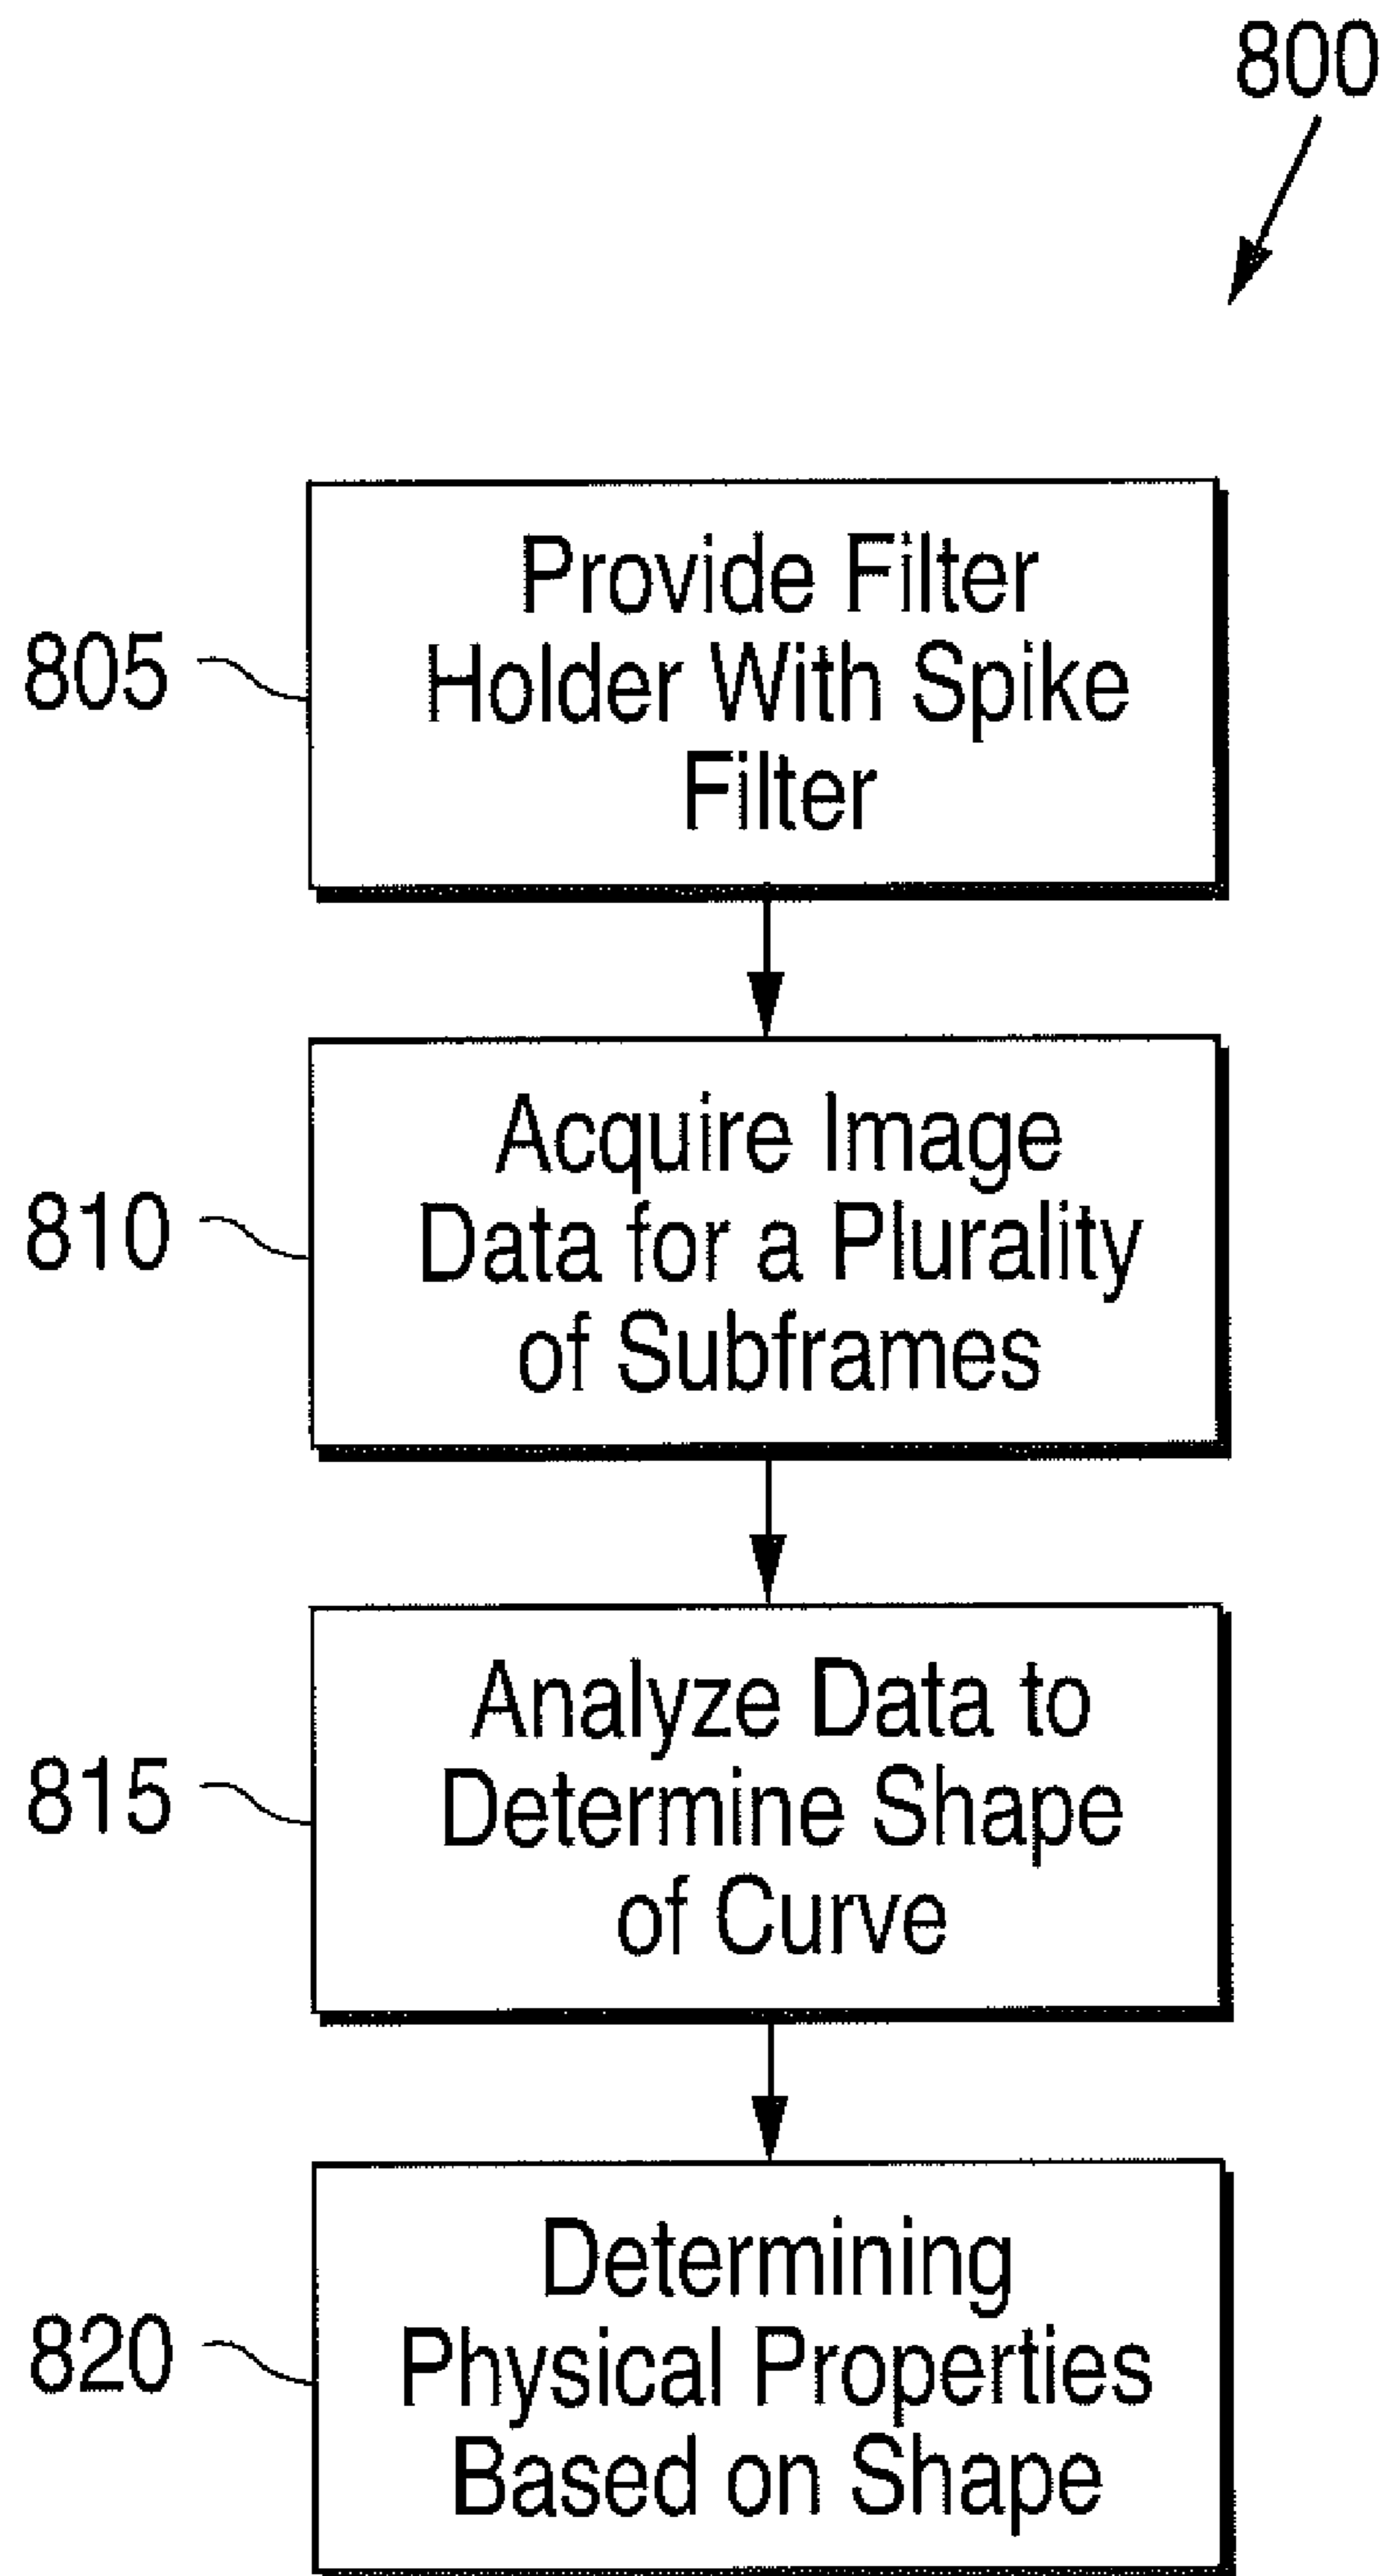 800
805
Provide Filter
Holder With Spike
Filter
810
Acquire Image
Data for a Plurality
of Subframes
815
Analyze Data to
Determine Shape
of Curve
820
Determining
Physical Properties
Based on Shape